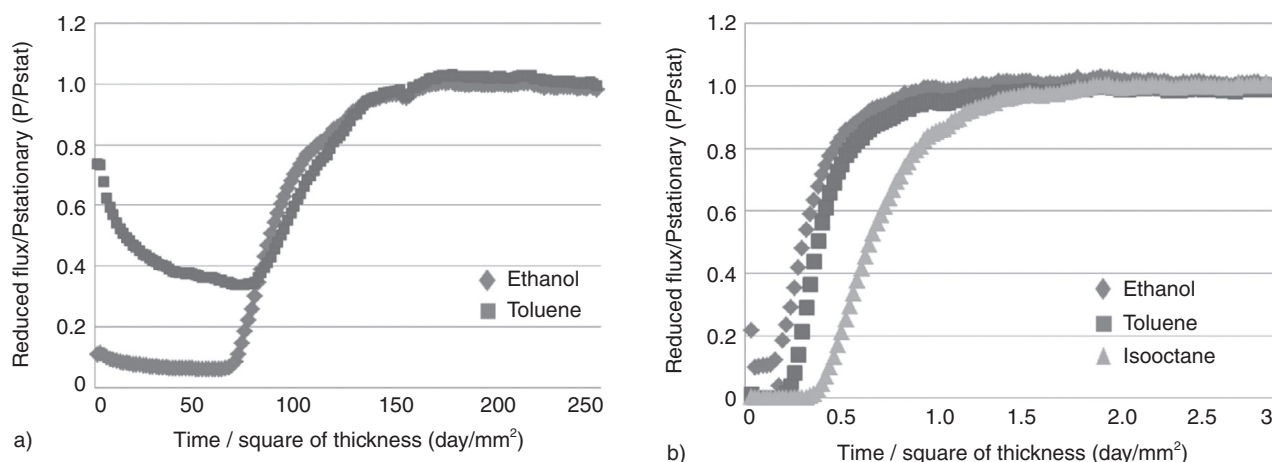 Reduced flux/Pstationary (P/Pstat)
1.2
1.0
0.8
0.6
0.4
0.2
0
0 50 100 150 200 250
Ethanol
Toluene
a)
Time / square of thickness (day/mm²)
Reduced flux/Pstationary (P/Pstat)
1.2
1.0
0.8
0.6
0.4
0.2
0
0 0.5 1.0 1.5 2.0 2.5 3
Ethanol
Toluene
Isooctane
b)
Time / square of thickness (day/mm²)